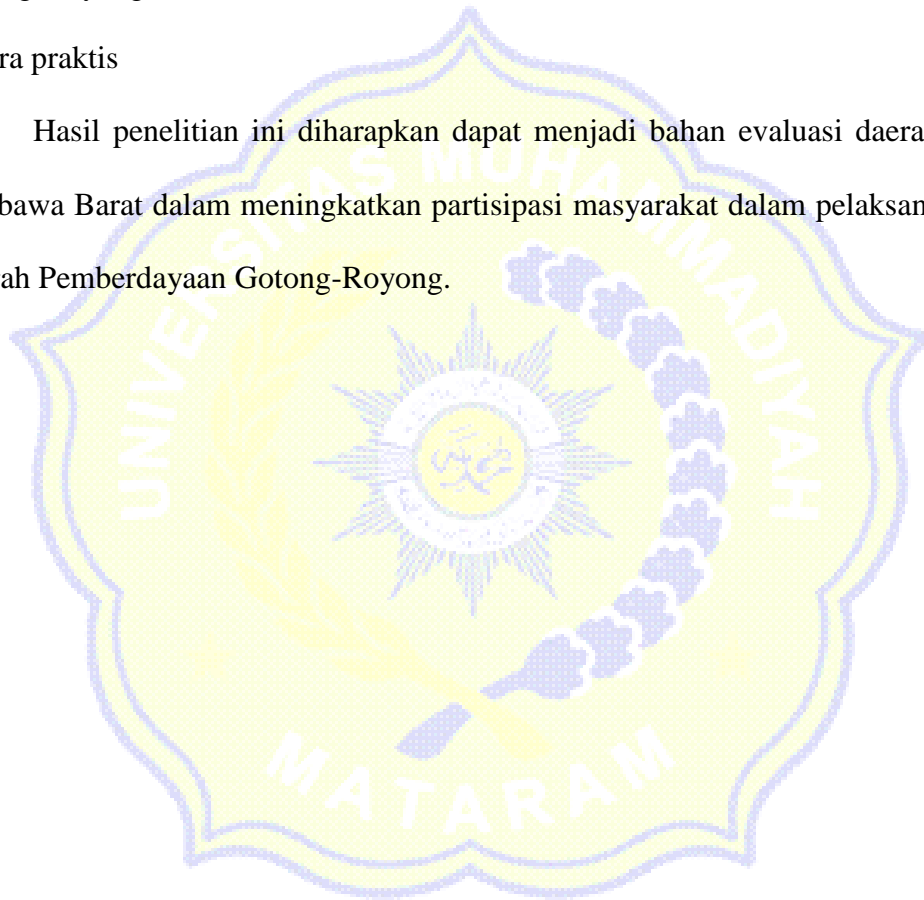 ra praktis
Hasil penelitian ini diharapkan dapat menjadi bahan evaluasi daera
bawa Barat dalam meningkatkan partisipasi masyarakat dalam pelaksan
ah Pemberdayaan Gotong-Royong.
UNIVERSITAS MUHAMMADIYAH
MATARAM